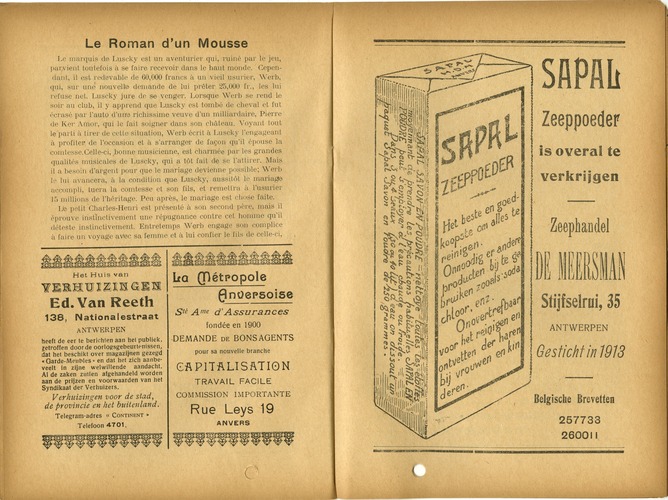 Le Roman d'un Mousse
Le marquis de Luscky est un aventurier qui, ruiné par le jeu,
parvient toutefois à se faire recevoir dans le haut monde. Cepen-
dant, il est redevable de 60,000 francs à un vieil usurier, Werb,
qui, sur une nouvelle demande de lui prêter 25,000 fr., les lui
refuse net. Luscky jure de se venger. Lorsque Werb se rend le
soir au club, il y apprend que Luscky est tombé de cheval et fut
écrasé par l'auto d'un richissime neveu d'un milliardaire, Pierre
de Ker Armor, qui le fait soigner dans son château. Voyant tout
le parti à tirer de cette situation, Werb écrit à Luscky l'engageant
à profiter de l'occasion et à s'arranger de façon qu'il épouse la
comtesse. Celle-ci, bonne musicienne, est charmée par les grandes
qualités musicales de Luscky, qui a tôt fait de se l'attirer. Mais
il a besoin d'argent pour que le mariage devienne possible; Werb
le lui avancera, à la condition que Luscky, aussitôt le mariage
accompli, tuera la comtesse et son fils, et remettra à l'usurier
15 millions de l'héritage. Peu après, le mariage est chose faite.
Le petit Charles-Henri est présenté à son second père, mais il
éprouve instinctivement une répugnance contre cet homme qu'il
déteste instinctivement. Entretemps Werb engage son complice
à faire un voyage avec sa femme et à lui confier le fils de celle-ci,
Het Huis van
VERHUIZINGEN
Ed. Van Reeth
138, Nationalestraat
ANTWERPEN
heeft de eer te berichten aan het publiek,
getroffen door de oorlogsgebeurtenissen,
dat het beschikt over magazijnen gezegd
«Garde-Meubles» en dat het zich aanbe-
veelt in zijne welwillende aandacht.
Al de zaken zullen afgehandeld worden
aan de prijzen en voorwaarden van het
Syndikaat der Verhuizers.
Verhuizingen voor de stad,
de provincie en het buitenland.
Telegram-adres « CONTINENT »
Telefoon 4701.
La Métropole
Anversoise
Sté Ame d'Assurances
fondée en 1900
DEMANDE DE BONS AGENTS
pour sa nouvelle branche
CAPITALISATION
TRAVAIL FACILE
COMMISSION IMPORTANTE
Rue Leys 19
ANVERS
SAPAL
SAPAL SAVON EN POUDRE
SAPAL
ZEEPPOEDER
Het beste en goed-
koopste om alles te
reinigen.
Onnoodig er andere
producten bij te ge
bruiken zooals soda
chloor, enz.
Onovertrefbaar
voor het reinigen en
ontvetten der haren
bij vrouwen en kin
deren.
SAPAL
Zeeppoeder
is overal te
verkrijgen
Zeephandel
DE MEERSMAN
Stijfselrui, 35
ANTWERPEN
Gesticht in 1913
Belgische Brevetten
257733
260011